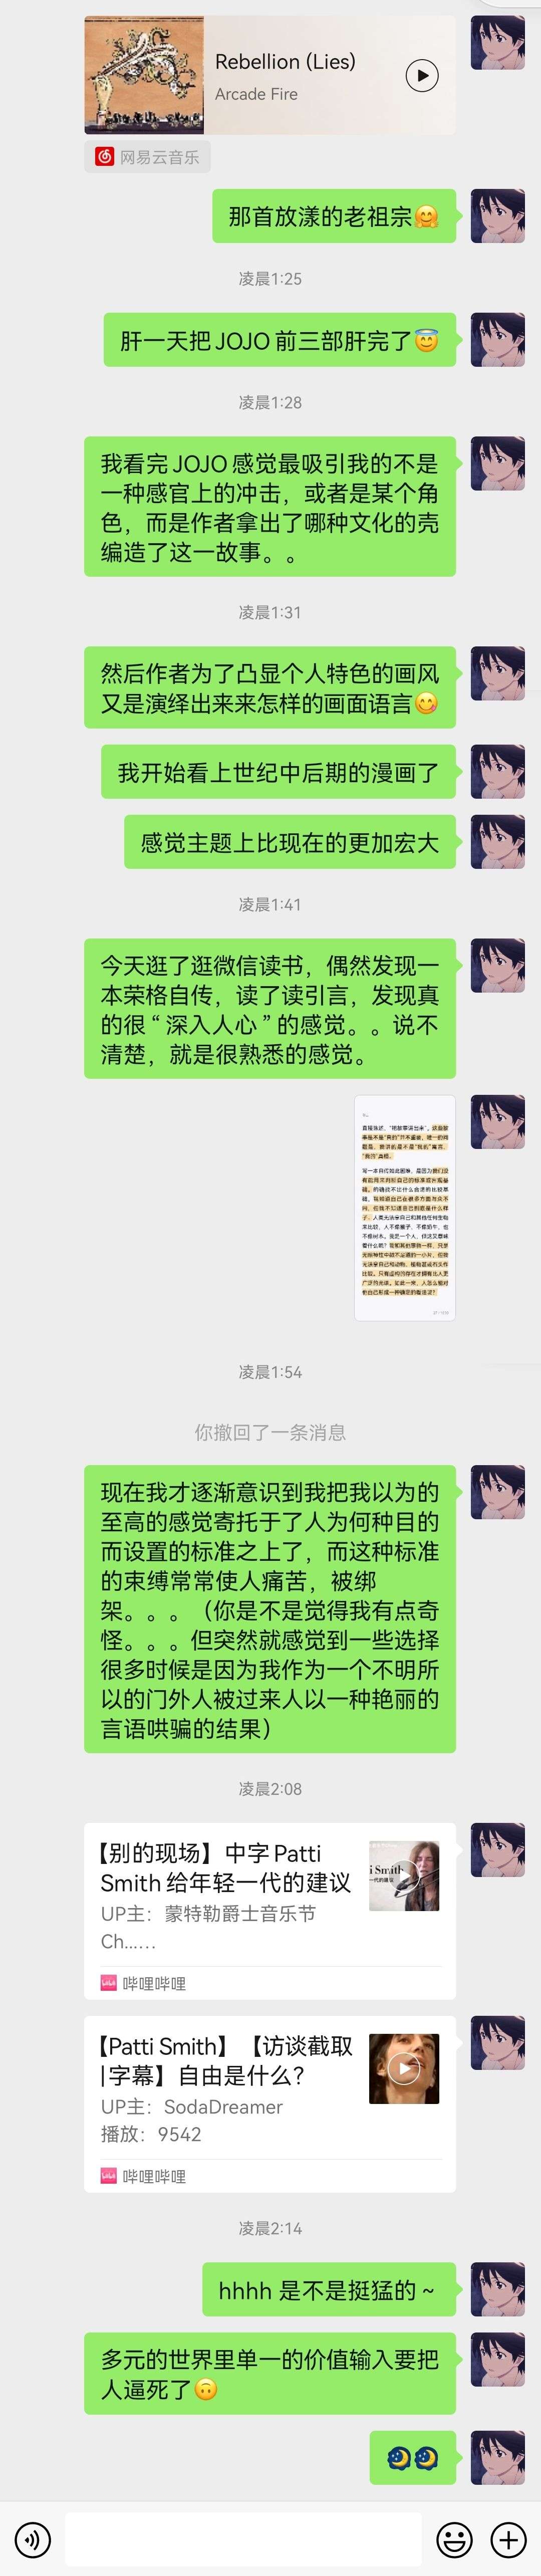 Rebellion (Lies)
Arcade Fire
网易云音乐
那首放漾的老祖宗🤗
凌晨1:25
肝一天把JOJO前三部肝完了😇
凌晨1:28
我看完JOJO感觉最吸引我的不是
一种感官上的冲击，或者是某个角
色，而是作者拿出了哪种文化的壳
编造了这一故事。。
凌晨1:31
然后作者为了凸显个人特色的画风
又是演绎出来来怎样的画面语言😋
我开始看上世纪中后期的漫画了
感觉主题上比现在的更加宏大
凌晨1:41
今天逛了逛微信读书，偶然发现一
本荣格自传，读了读引言，发现真
的很“深入人心”的感觉。。说不
清楚，就是很熟悉的感觉。
凌晨1:54
你撤回了一条消息
现在我才逐渐意识到我把我以为的
至高的感觉寄托于了人为何种目的
而设置的标准之上了，而这种标准
的束缚常常使人痛苦，被绑
架。。。（你是不是觉得我有点奇
怪。。。但突然就感觉到一些选择
很多时候是因为我作为一个不明所
以的门外人被过来人以一种艳丽的
言语哄骗的结果）
凌晨2:08
【别的现场】中字 Patti
Smith 给年轻一代的建议
UP主：蒙特勒爵士音乐节
Ch...…
哔哩哔哩
【Patti Smith】【访谈截取
|字幕】自由是什么？
UP主：SodaDreamer
播放：9542
哔哩哔哩
凌晨2:14
hhhh 是不是挺猛的 ~
多元的世界里单一的价值输入要把
人逼死了🙃